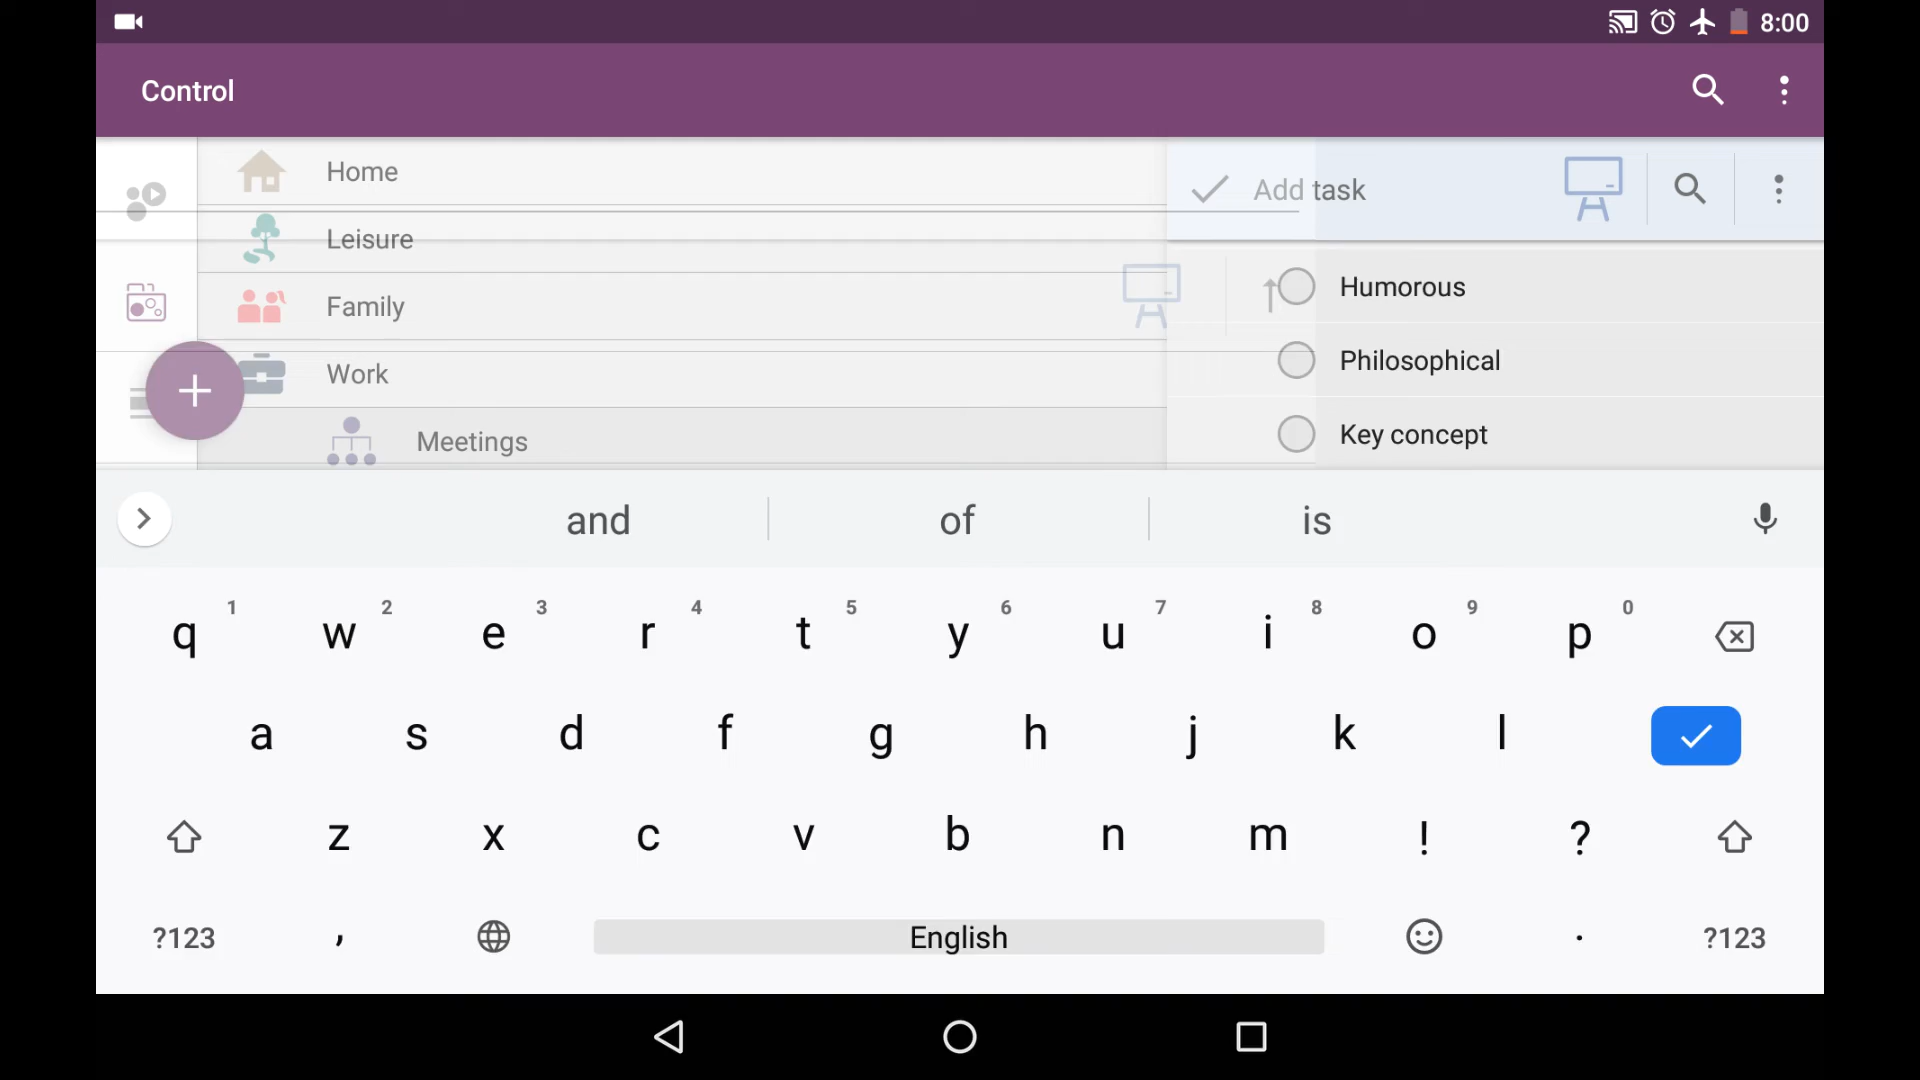 8:00
Control
Home
Leisure
Family
Work
Meetings
Add task
Humorous
Philosophical
Key concept
and of is
q 1 w 2 e 3 r 4 t 5 y 6 u 7 i 8 o 9 p 0
a s d f g h j k l
z x c v b n m ! ?
?123 , English . ?123